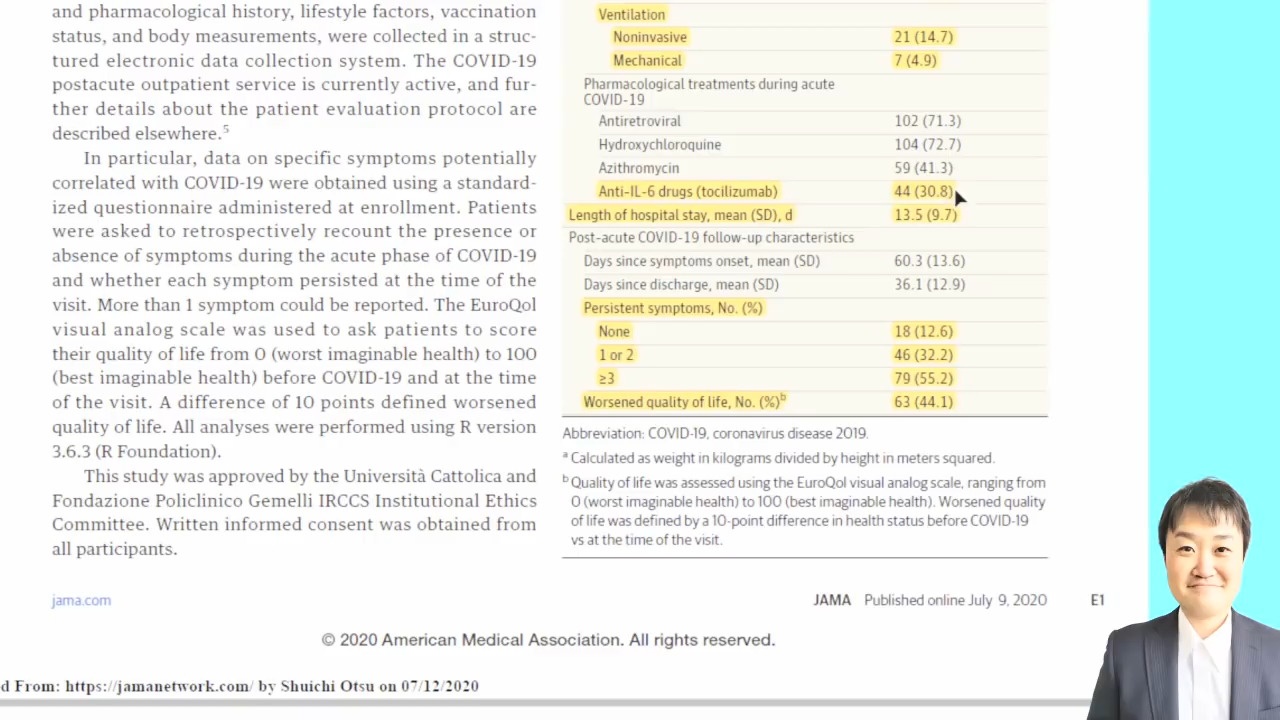 and pharmacological history, lifestyle factors, vaccination
status, and body measurements, were collected in a struc-
tured electronic data collection system. The COVID-19
postacute outpatient service is currently active, and fur-
ther details about the patient evaluation protocol are
described elsewhere.5
In particular, data on specific symptoms potentially
correlated with COVID-19 were obtained using a standard-
ized questionnaire administered at enrollment. Patients
were asked to retrospectively recount the presence or
absence of symptoms during the acute phase of COVID-19
and whether each symptom persisted at the time of the
visit. More than 1 symptom could be reported. The EuroQol
visual analog scale was used to ask patients to score
their quality of life from 0 (worst imaginable health) to 100
(best imaginable health) before COVID-19 and at the time
of the visit. A difference of 10 points defined worsened
quality of life. All analyses were performed using R version
3.6.3 (R Foundation).
This study was approved by the Università Cattolica and
Fondazione Policlinico Gemelli IRCCS Institutional Ethics
Committee. Written informed consent was obtained from
all participants.
Ventilation
Noninvasive 21 (14.7)
Mechanical 7 (4.9)
Pharmacological treatments during acute
COVID-19
Antiretroviral 102 (71.3)
Hydroxychloroquine 104 (72.7)
Azithromycin 59 (41.3)
Anti-IL-6 drugs (tocilizumab) 44 (30.8)
Length of hospital stay, mean (SD), d 13.5 (9.7)
Post-acute COVID-19 follow-up characteristics
Days since symptoms onset, mean (SD) 60.3 (13.6)
Days since discharge, mean (SD) 36.1 (12.9)
Persistent symptoms, No. (%)
None 18 (12.6)
1 or 2 46 (32.2)
≥3 79 (55.2)
Worsened quality of life, No. (%)b 63 (44.1)
Abbreviation: COVID-19, coronavirus disease 2019.
a Calculated as weight in kilograms divided by height in meters squared.
b Quality of life was assessed using the EuroQol visual analog scale, ranging from
0 (worst imaginable health) to 100 (best imaginable health). Worsened quality
of life was defined by a 10-point difference in health status before COVID-19
vs at the time of the visit.
jama.com
JAMA Published online July 9, 2020 E1
© 2020 American Medical Association. All rights reserved.
d From: https://jamanetwork.com/ by Shuichi Otsu on 07/12/2020